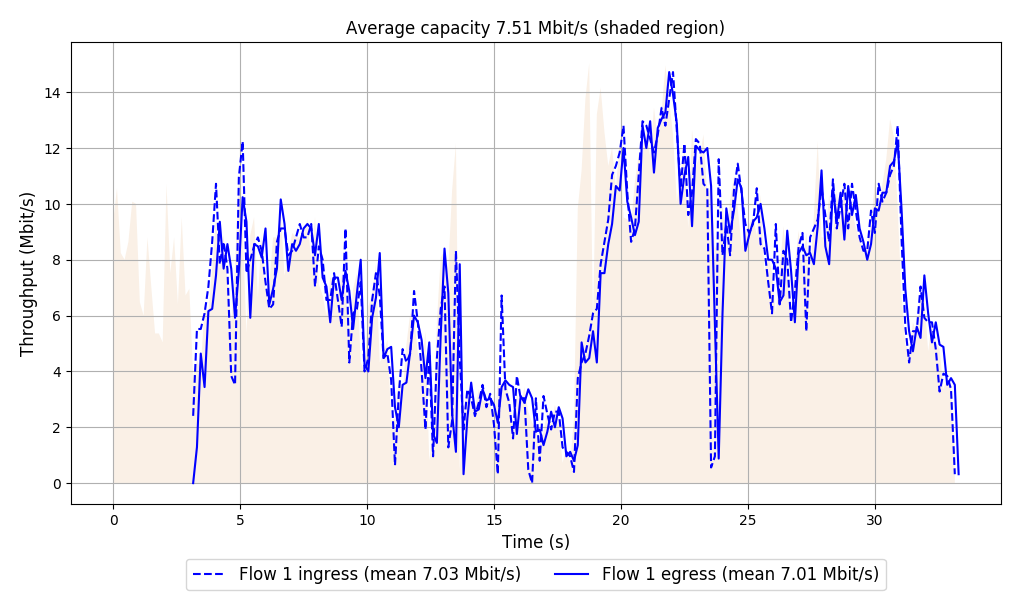 Average capacity 7.51 Mbit/s (shaded region)
Throughput (Mbit/s)
14
12
10
8
6
4
2
0
0 5 10 15 20 25 30
Time (s)
Flow 1 ingress (mean 7.03 Mbit/s) Flow 1 egress (mean 7.01 Mbit/s)